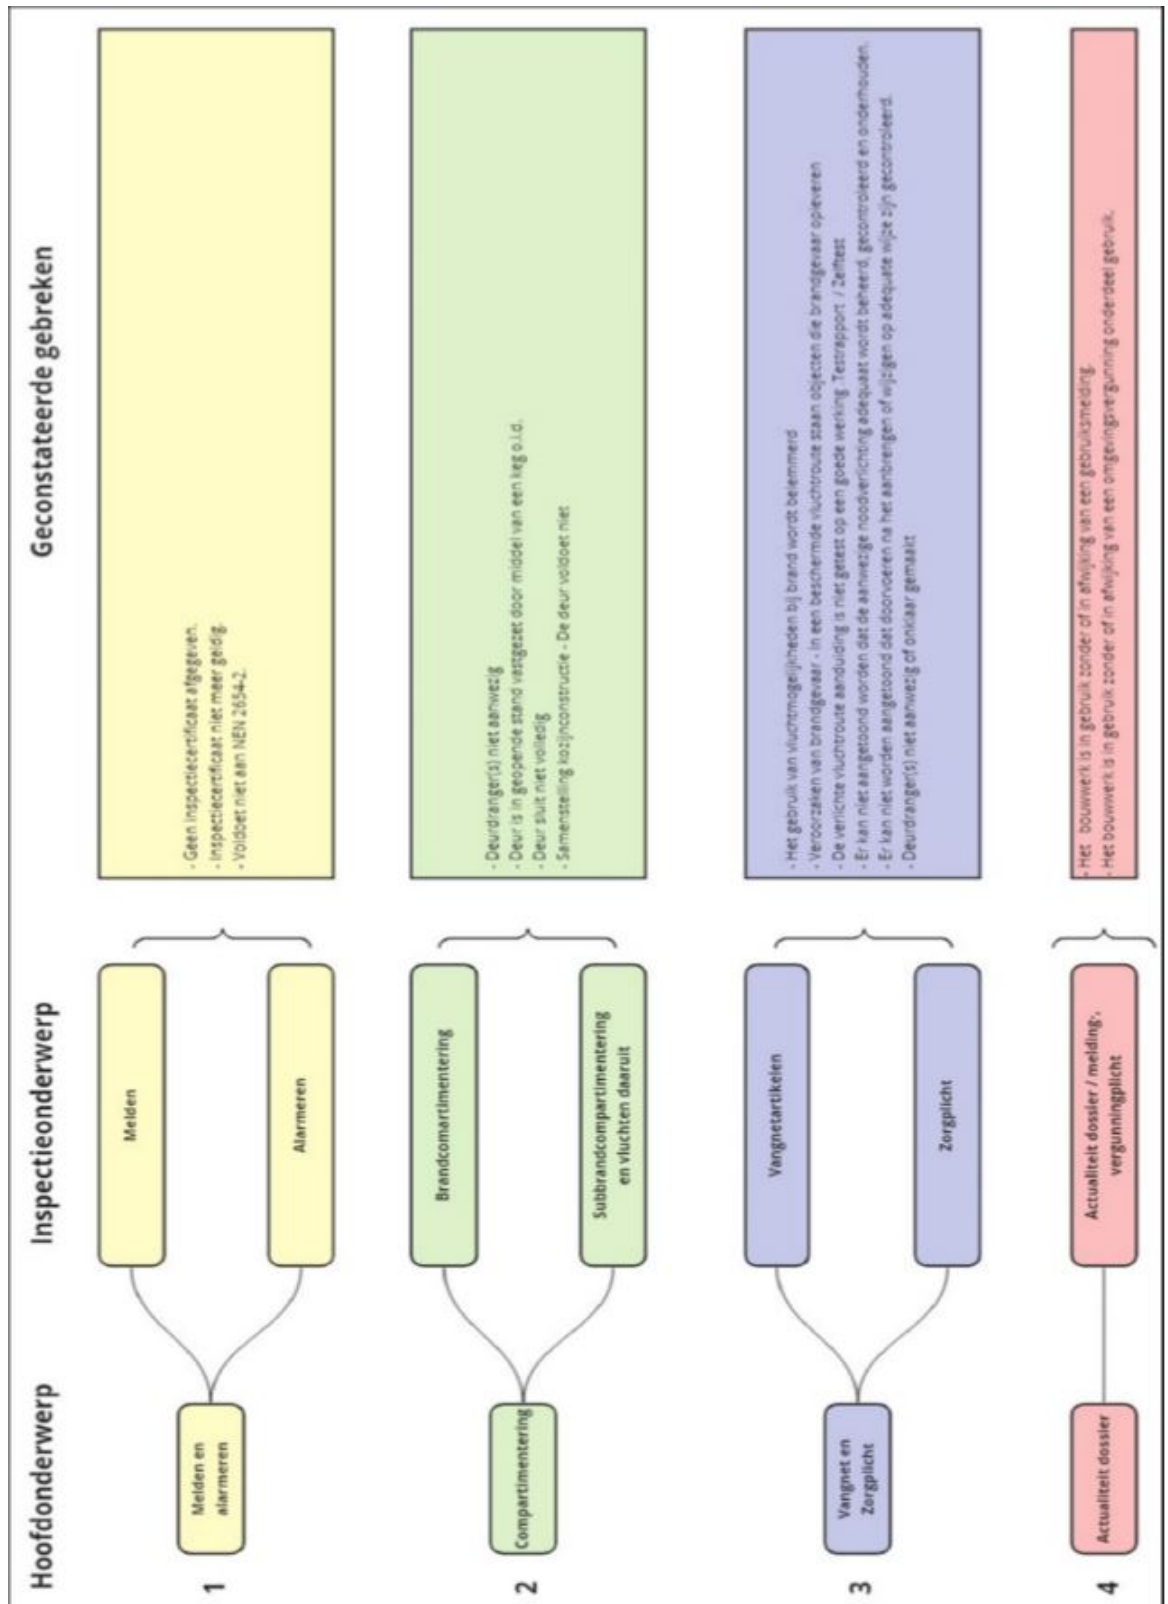 Hoofdonderwerp
Inspectieonderwerp
Geconstateerde gebreken
1
Melden en
alarmeren
Melden
Alarmeren
- Geen inspectiecertificaat afgegeven.
- Inspectiecertificaat niet meer geldig.
- Voldoet niet aan NEN 2654-2.
2
Compartimentering
Brandcomartimentering
Subbrandcompartimentering
en vluchten daaruit
- Deurdranger(s) niet aanwezig
- Deur is in geopende stand vastgezet door middel van een keg o.i.d.
- Deur sluit niet volledig
- Samenstelling kozijnconstructie - De deur voldoet niet
3
Vangnet en
Zorgplicht
Vangnetartikelen
Zorgplicht
- Het gebruik van vluchtmogelijkheden bij brand wordt belemmerd
- Veroorzaken van brandgevaar - In een beschermde vluchtroute staan objecten die brandgevaar opleveren
- De verlichte vluchtroute aanduiding is niet getest op een goede werking. Testrapport / Zelftest
- Er kan niet aangetoond worden dat de aanwezige noodverlichting adequaat wordt beheerd, gecontroleerd en onderhouden.
- Er kan niet worden aangetoond dat doorvoeren na het aanbrengen of wijzigen op adequate wijze zijn gecontroleerd.
- Deurdranger(s) niet aanwezig of onklaar gemaakt
4
Actualiteit dossier
Actualiteit dossier / melding-,
vergunningplicht
- Het bouwwerk is in gebruik zonder of in afwijking van een gebruiksmelding.
- Het bouwwerk is in gebruik zonder of in afwijking van een omgevingsvergunning onderdeel gebruik.